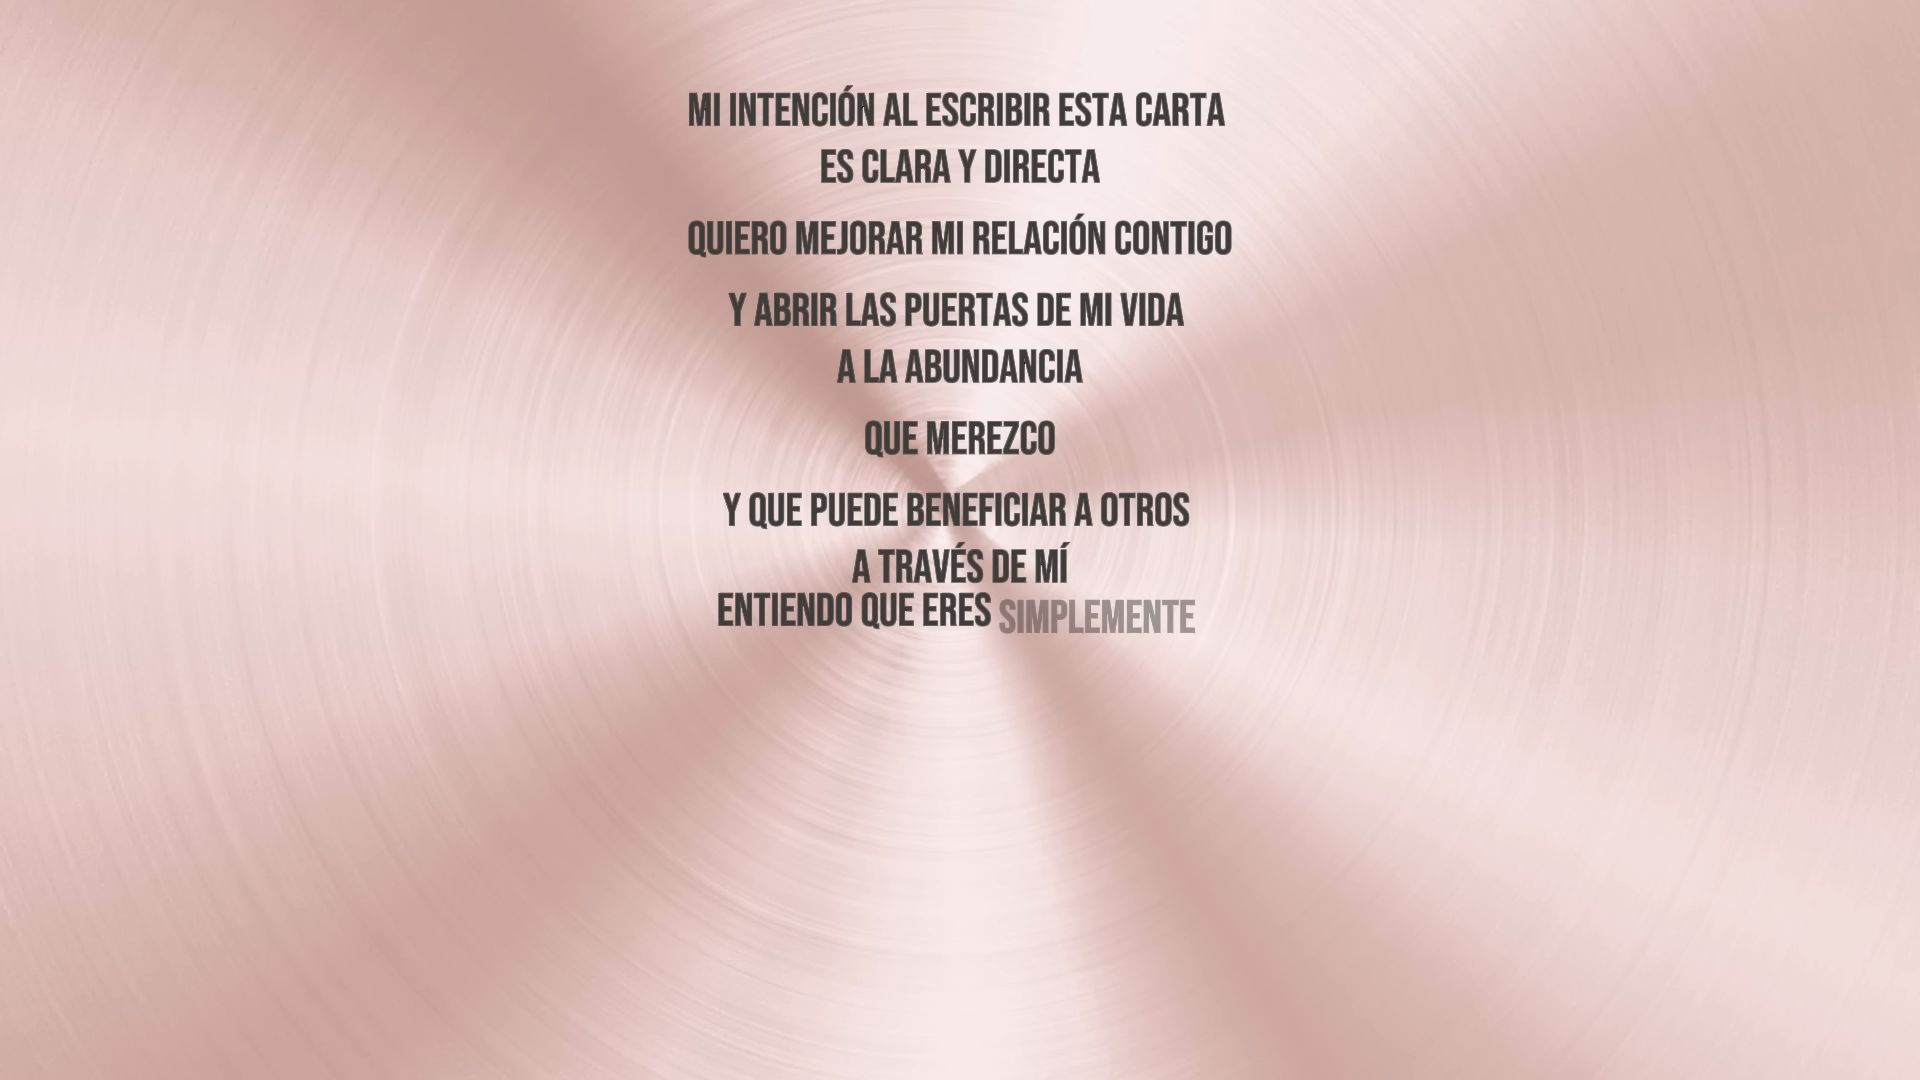 MI INTENCIÓN AL ESCRIBIR ESTA CARTA
ES CLARA Y DIRECTA
QUIERO MEJORAR MI RELACIÓN CONTIGO
Y ABRIR LAS PUERTAS DE MI VIDA
A LA ABUNDANCIA
QUE MEREZCO
Y QUE PUEDE BENEFICIAR A OTROS
A TRAVÉS DE MÍ
ENTIENDO QUE ERES SIMPLEMENTE